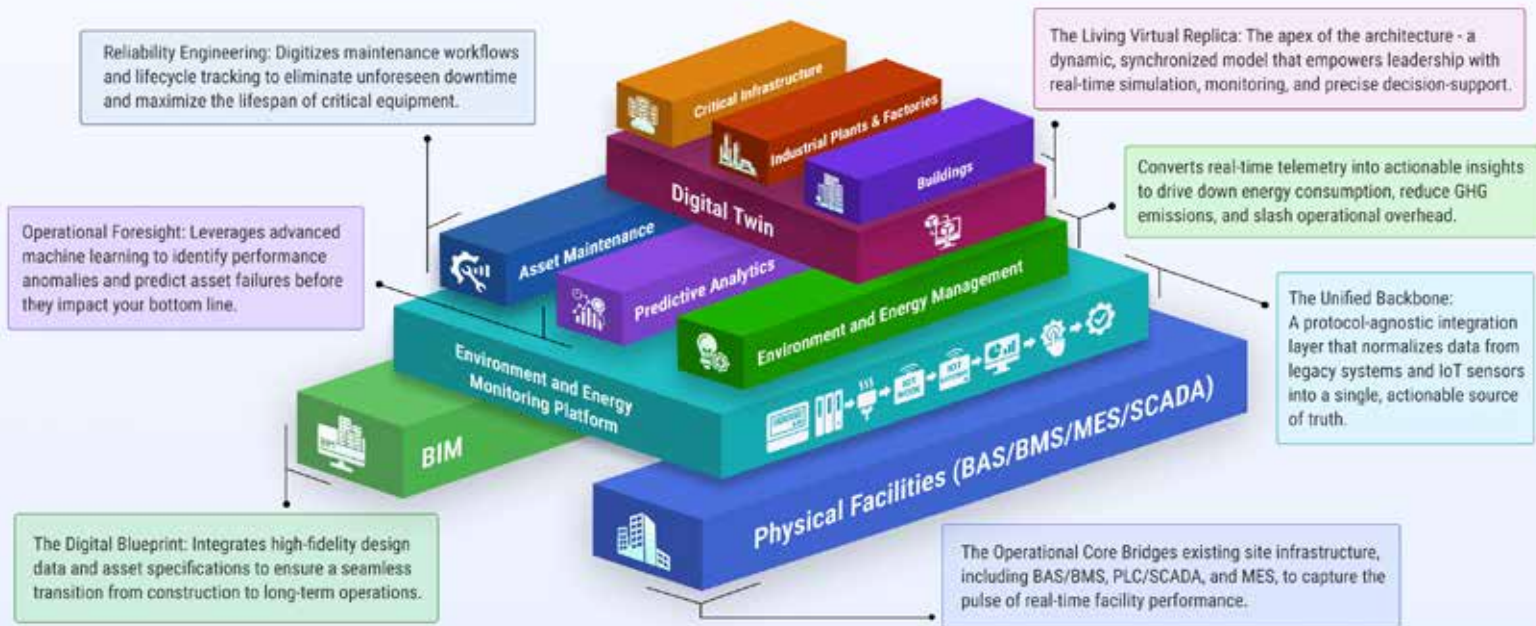 Reliability Engineering: Digitizes maintenance workflows
and lifecycle tracking to eliminate unforeseen downtime
and maximize the lifespan of critical equipment.
The Living Virtual Replica: The apex of the architecture - a
dynamic, synchronized model that empowers leadership with
real-time simulation, monitoring, and precise decision-support.
Critical Infrastructure
Industrial Plants & Factories
Buildings
Digital Twin
Converts real-time telemetry into actionable insights
to drive down energy consumption, reduce GHG
emissions, and slash operational overhead.
Operational Foresight: Leverages advanced
machine learning to identify performance
anomalies and predict asset failures before
they impact your bottom line.
Asset Maintenance
Predictive Analytics
Environment and Energy Management
The Unified Backbone:
A protocol-agnostic integration
layer that normalizes data from
legacy systems and IoT sensors
into a single, actionable source
of truth.
Environment and Energy
Monitoring Platform
BIM
Physical Facilities (BAS/BMS/MES/SCADA)
The Digital Blueprint: Integrates high-fidelity design
data and asset specifications to ensure a seamless
transition from construction to long-term operations.
The Operational Core Bridges existing site infrastructure,
including BAS/BMS, PLC/SCADA, and MES, to capture the
pulse of real-time facility performance.